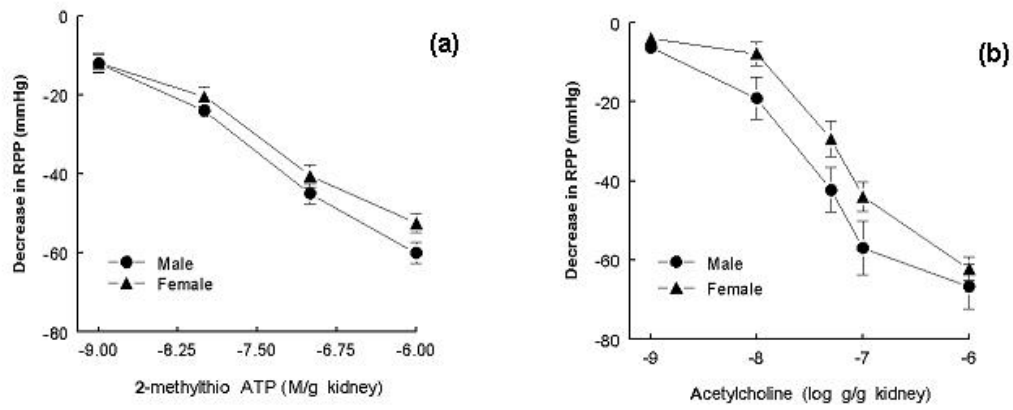 (a)
Decrease in RPP (mmHg)
0
-20
-40
-60
-80
Male
Female
-9.00 -8.25 -7.50 -6.75 -6.00
2-methylthio ATP (M/g kidney)
(b)
Decrease in RPP (mmHg)
0
-20
-40
-60
-80
Male
Female
-9 -8 -7 -6
Acetylcholine (log g/g kidney)